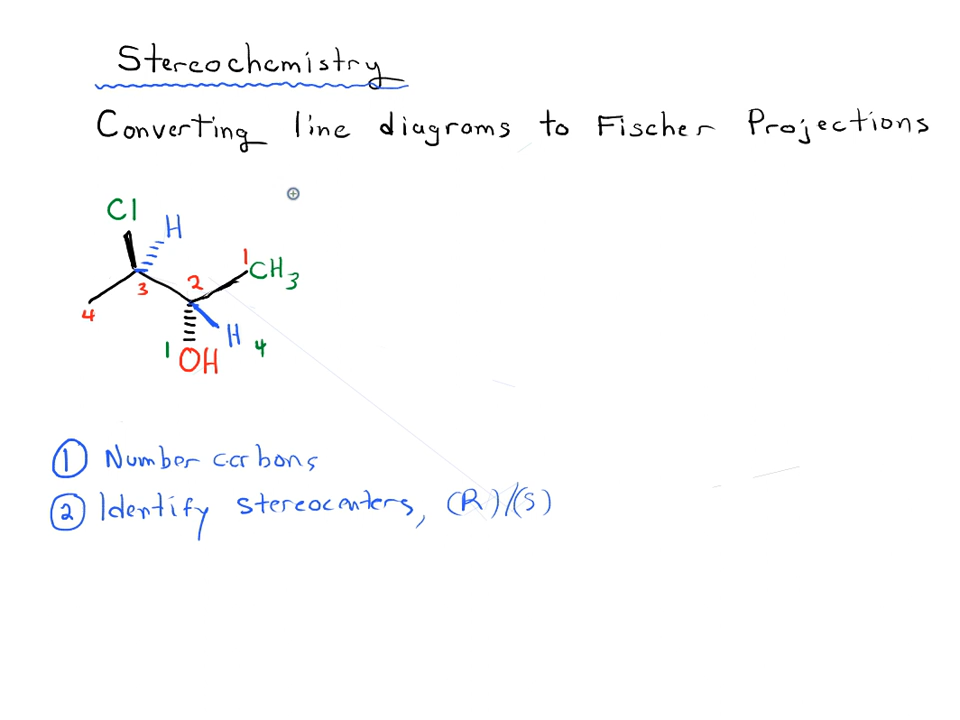 Stereochemistry
Converting line diagrams to Fischer Projections
Cl
H
1
CH3
2
3
4
H
4
1
OH
1 Number carbons
2 Identify stereocenters, (R)/(S)